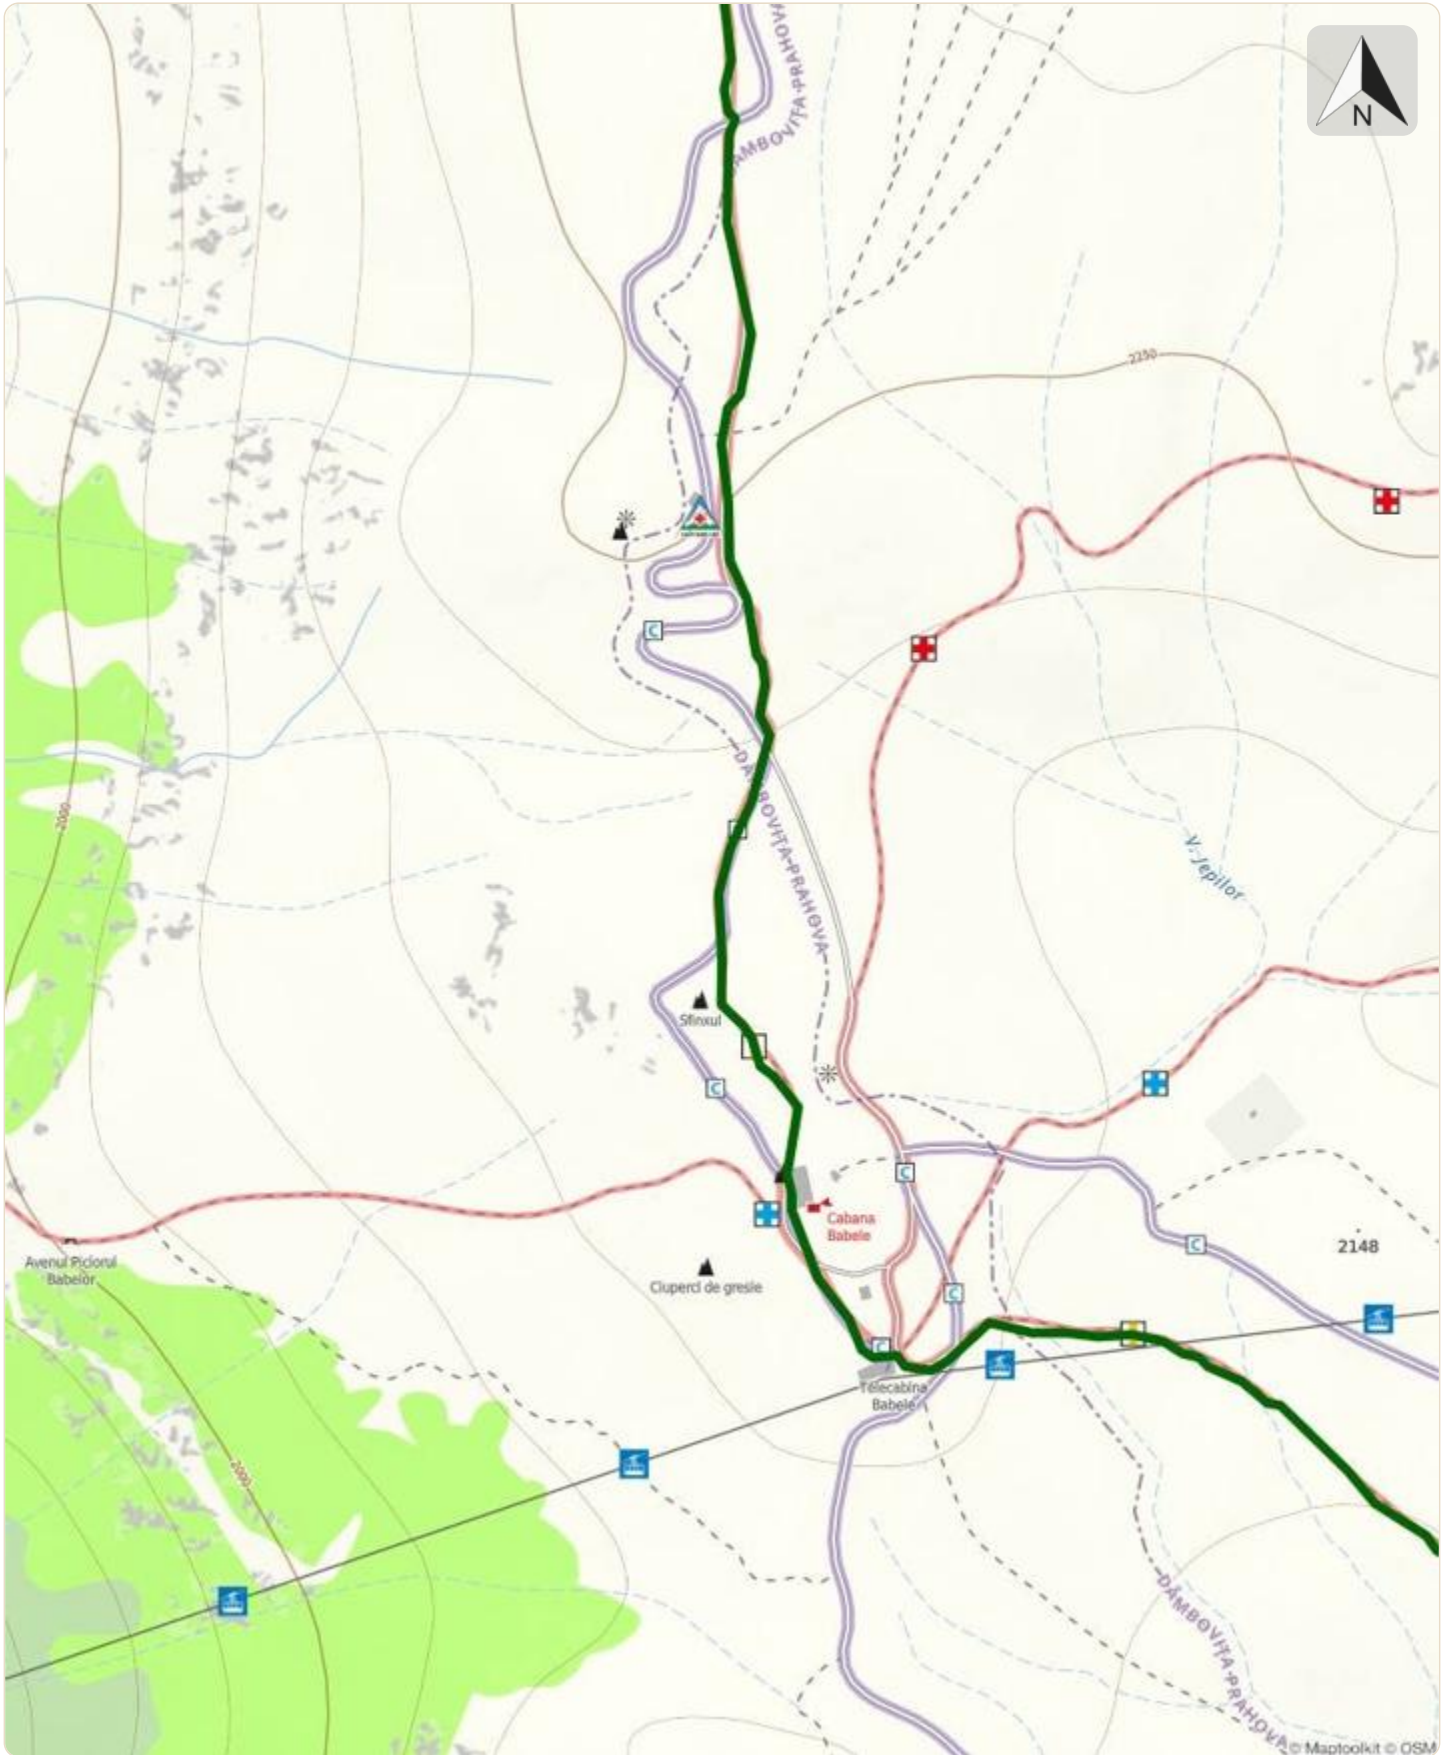 DÂMBOVIȚA-PRAHOVA
N
2250
2000
DÂMBOVIȚA-PRAHOVA
C
V. Jepilor
Sfinxul
C
C
Cabana
Babele
Avenul Piciorul
Babelor
Ciuperci de gresie
C
2148
C
C
Telecabina
Babele
2000
DÂMBOVIȚA-PRAHOVA
© Maptoolkit © OSM